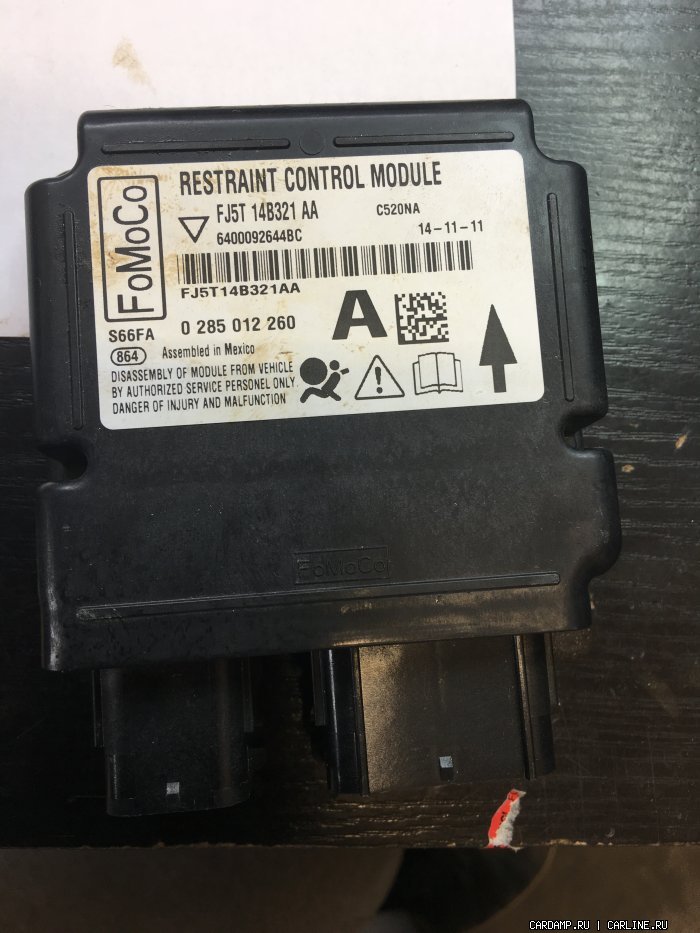 RESTRAINT CONTROL MODULE
FoMoCo
FJ5T 14B321 AA
C520NA
6400092644BC
14-11-11
FJ5T14B321AA
S66FA
0 285 012 260
A
864
Assembled in Mexico
DISASSEMBLY OF MODULE FROM VEHICLE
BY AUTHORIZED SERVICE PERSONEL ONLY
DANGER OF INJURY AND MALFUNCTION
FoMoCo
CARDAMP.RU | CARLINE.RU